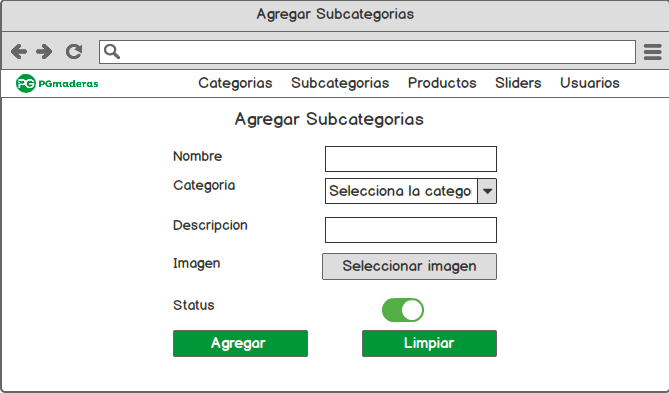 Agregar Subcategorias
PG PGmaderas
Categorias Subcategorias Productos Sliders Usuarios
Agregar Subcategorias
Nombre
Categoria Selecciona la catego
Descripcion
Imagen Seleccionar imagen
Status
Agregar Limpiar